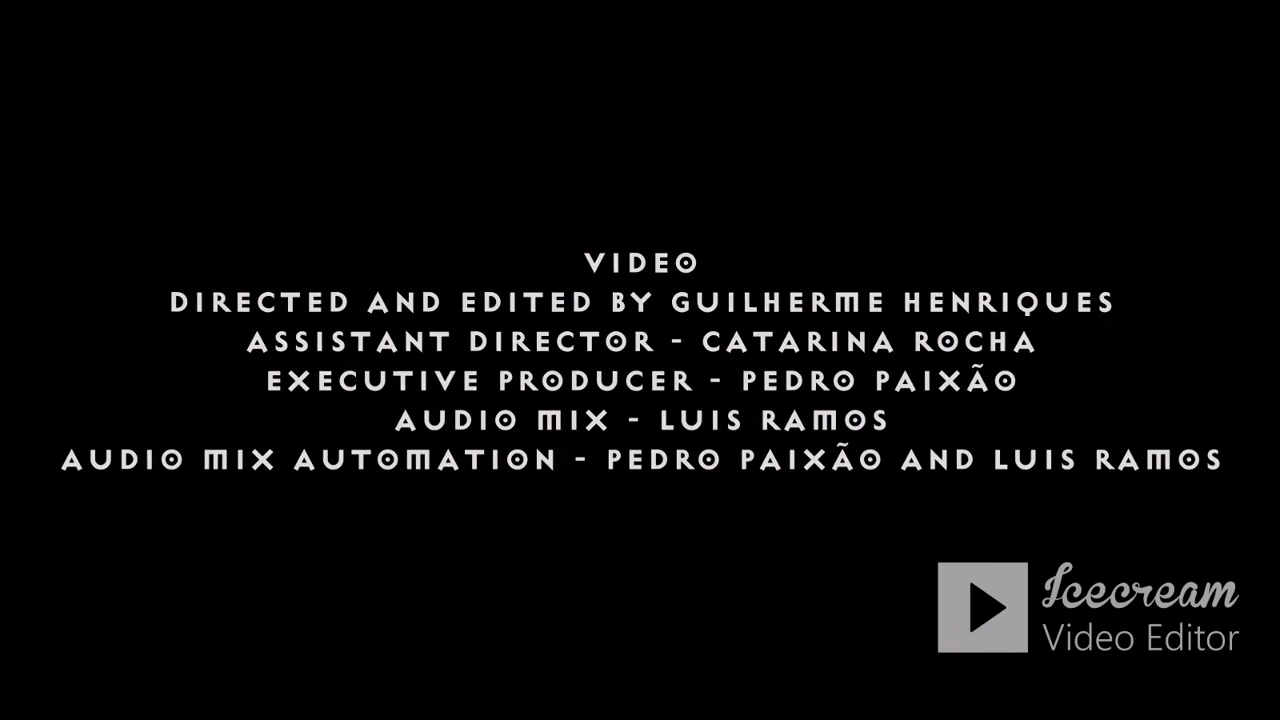 VIDEO
DIRECTED AND EDITED BY GUILHERME HENRIQUES
ASSISTANT DIRECTOR - CATARINA ROCHA
EXECUTIVE PRODUCER - PEDRO PAIXÃO
AUDIO MIX - LUIS RAMOS
AUDIO MIX AUTOMATION - PEDRO PAIXÃO AND LUIS RAMOS
Icecream
Video Editor